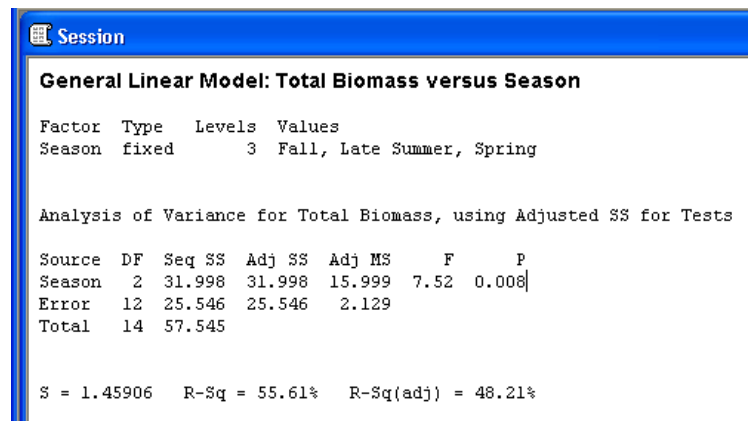 Session
General Linear Model: Total Biomass versus Season
Factor Type Levels Values
Season fixed 3 Fall, Late Summer, Spring
Analysis of Variance for Total Biomass, using Adjusted SS for Tests
Source DF Seq SS Adj SS Adj MS F P
Season 2 31.998 31.998 15.999 7.52 0.008
Error 12 25.546 25.546 2.129
Total 14 57.545
S = 1.45906 R-Sq = 55.61% R-Sq(adj) = 48.21%